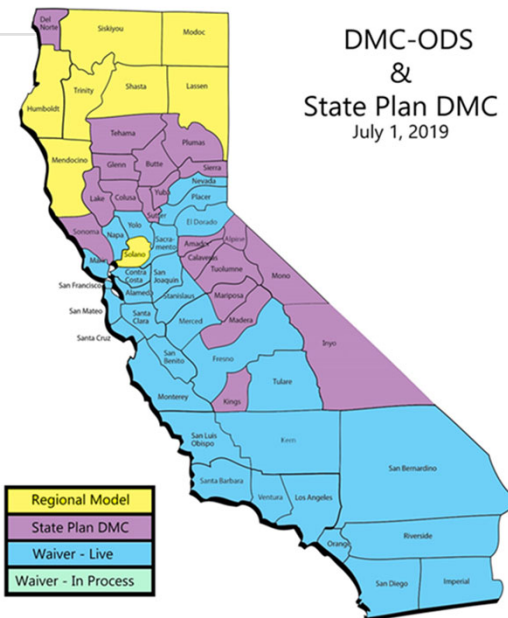 DMC-ODS
&
State Plan DMC
July 1, 2019
Del
Norte
Siskiyou
Modoc
Humboldt
Trinity
Shasta
Lassen
Mendocino
Tehama
Plumas
Glenn
Butte
Sierra
Lake
Colusa
Yuba
Sutter
Nevada
Placer
El Dorado
Sonoma
Napa
Yolo
Sacra-
mento
Amador
Alpine
Solano
Calaveras
Marin
Contra
Costa
San
Joaquin
Tuolumne
Mono
San Francisco
Alameda
Stanislaus
Mariposa
San Mateo
Santa
Clara
Merced
Madera
Santa Cruz
San
Benito
Fresno
Inyo
Monterey
Kings
Tulare
San Luis
Obispo
Kern
San Bernardino
Santa Barbara
Ventura
Los Angeles
Orange
Riverside
San Diego
Imperial
Regional Model
State Plan DMC
Waiver - Live
Waiver - In Process